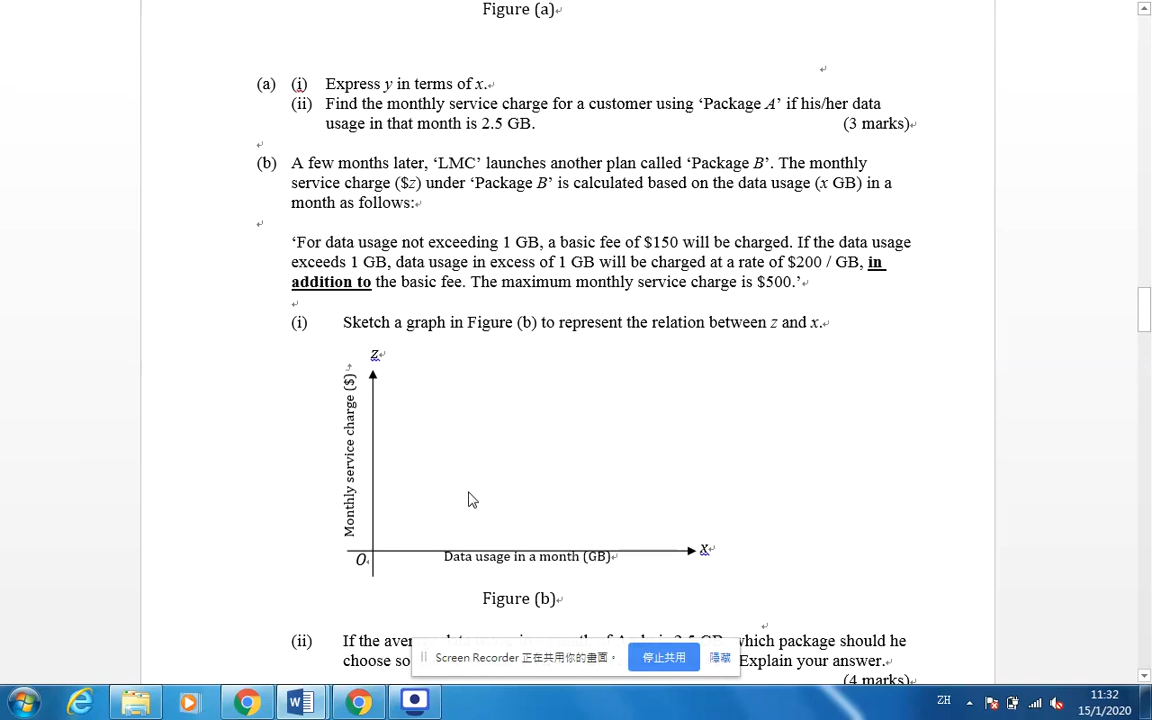 Figure (a)
(a) (i) Express y in terms of x.
(ii) Find the monthly service charge for a customer using ‘Package A’ if his/her data
usage in that month is 2.5 GB. (3 marks)
(b) A few months later, ‘LMC’ launches another plan called ‘Package B’. The monthly
service charge ($z) under ‘Package B’ is calculated based on the data usage (x GB) in a
month as follows:
‘For data usage not exceeding 1 GB, a basic fee of $150 will be charged. If the data usage
exceeds 1 GB, data usage in excess of 1 GB will be charged at a rate of $200 / GB, in
addition to the basic fee. The maximum monthly service charge is $500.’
(i) Sketch a graph in Figure (b) to represent the relation between z and x.
z
Monthly service charge ($)
O
Data usage in a month (GB)
x
Figure (b)
(ii) If the aver which package should he
choose so Explain your answer.
(4 marks)
Screen Recorder 正在共用你的畫面。 停止共用 隱藏
ZH
11:32
15/1/2020